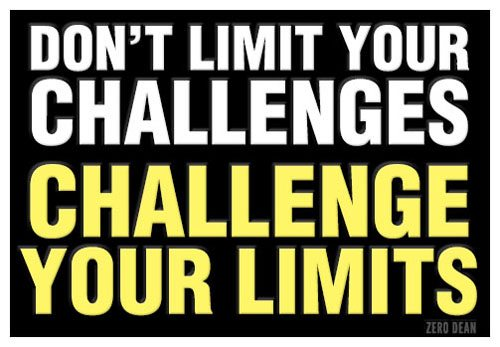 DON'T LIMIT YOUR
CHALLENGES
CHALLENGE
YOUR LIMITS
ZERO DEAN